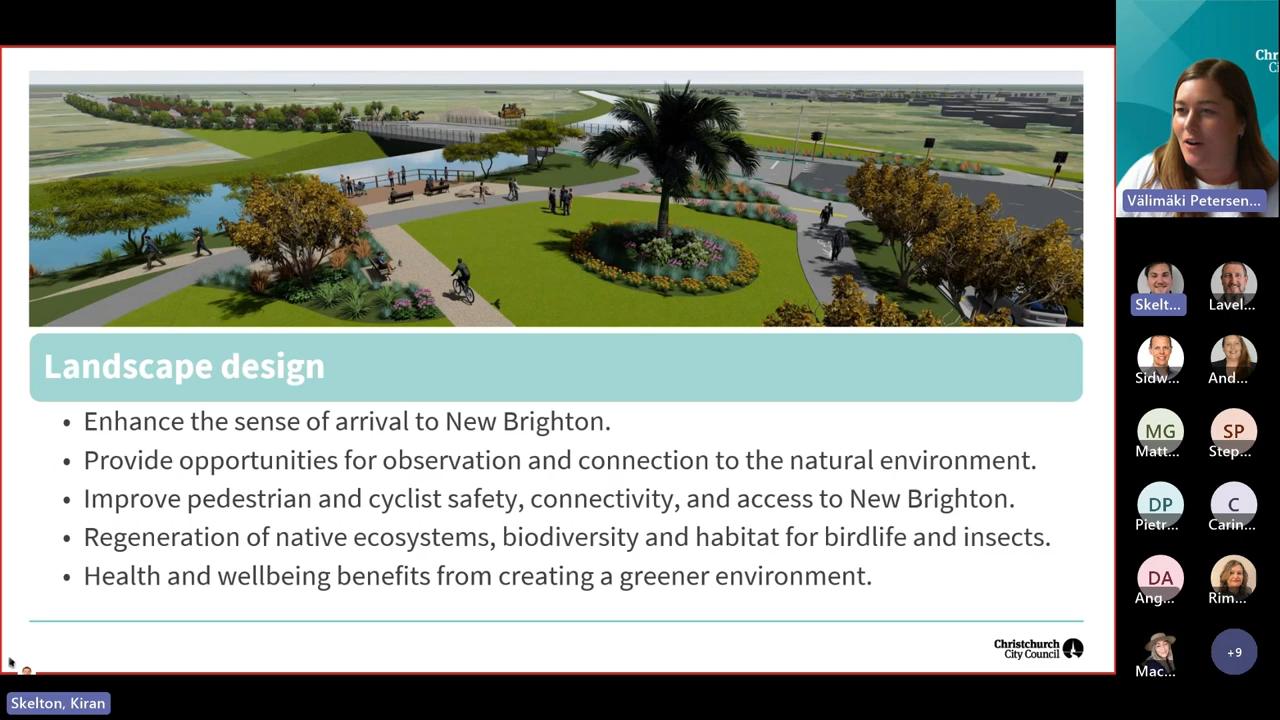 Landscape design
• Enhance the sense of arrival to New Brighton.
• Provide opportunities for observation and connection to the natural environment.
• Improve pedestrian and cyclist safety, connectivity, and access to New Brighton.
• Regeneration of native ecosystems, biodiversity and habitat for birdlife and insects.
• Health and wellbeing benefits from creating a greener environment.
Christchurch
City Council
Skelton, Kiran
Chr
Ci
Välimäki Petersen...
Skelt...
Lavel...
Sidw...
And...
MG
Matt...
SP
Step...
DP
Pietr...
C
Carin...
DA
Ang...
Rim...
Mac...
+9